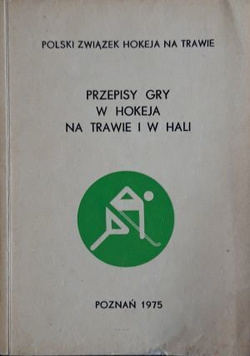 POLSKI ZWIĄZEK HOKEJA NA TRAWIE
PRZEPISY GRY
W HOKEJA
NA TRAWIE I W HALI
POZNAŃ 1975